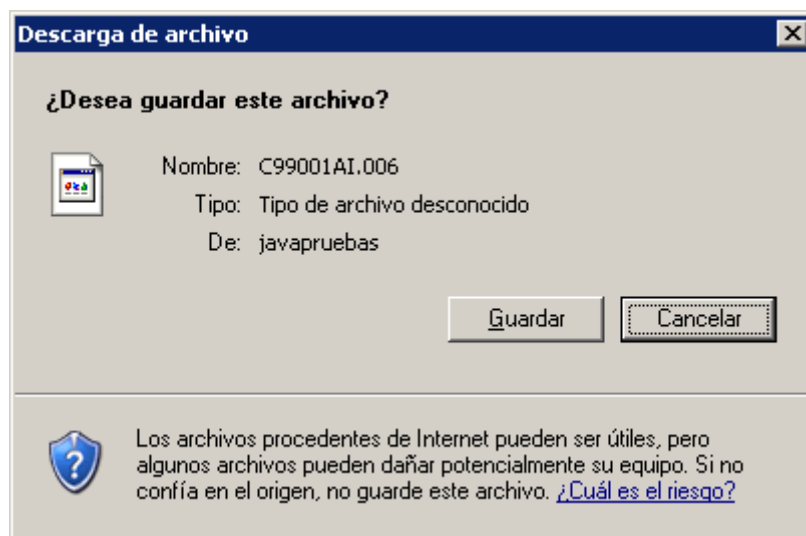 Descarga de archivo
¿Desea guardar este archivo?
Nombre: C99001AI.006
Tipo: Tipo de archivo desconocido
De: javapruebas
Guardar Cancelar
Los archivos procedentes de Internet pueden ser útiles, pero
algunos archivos pueden dañar potencialmente su equipo. Si no
confía en el origen, no guarde este archivo. ¿Cuál es el riesgo?